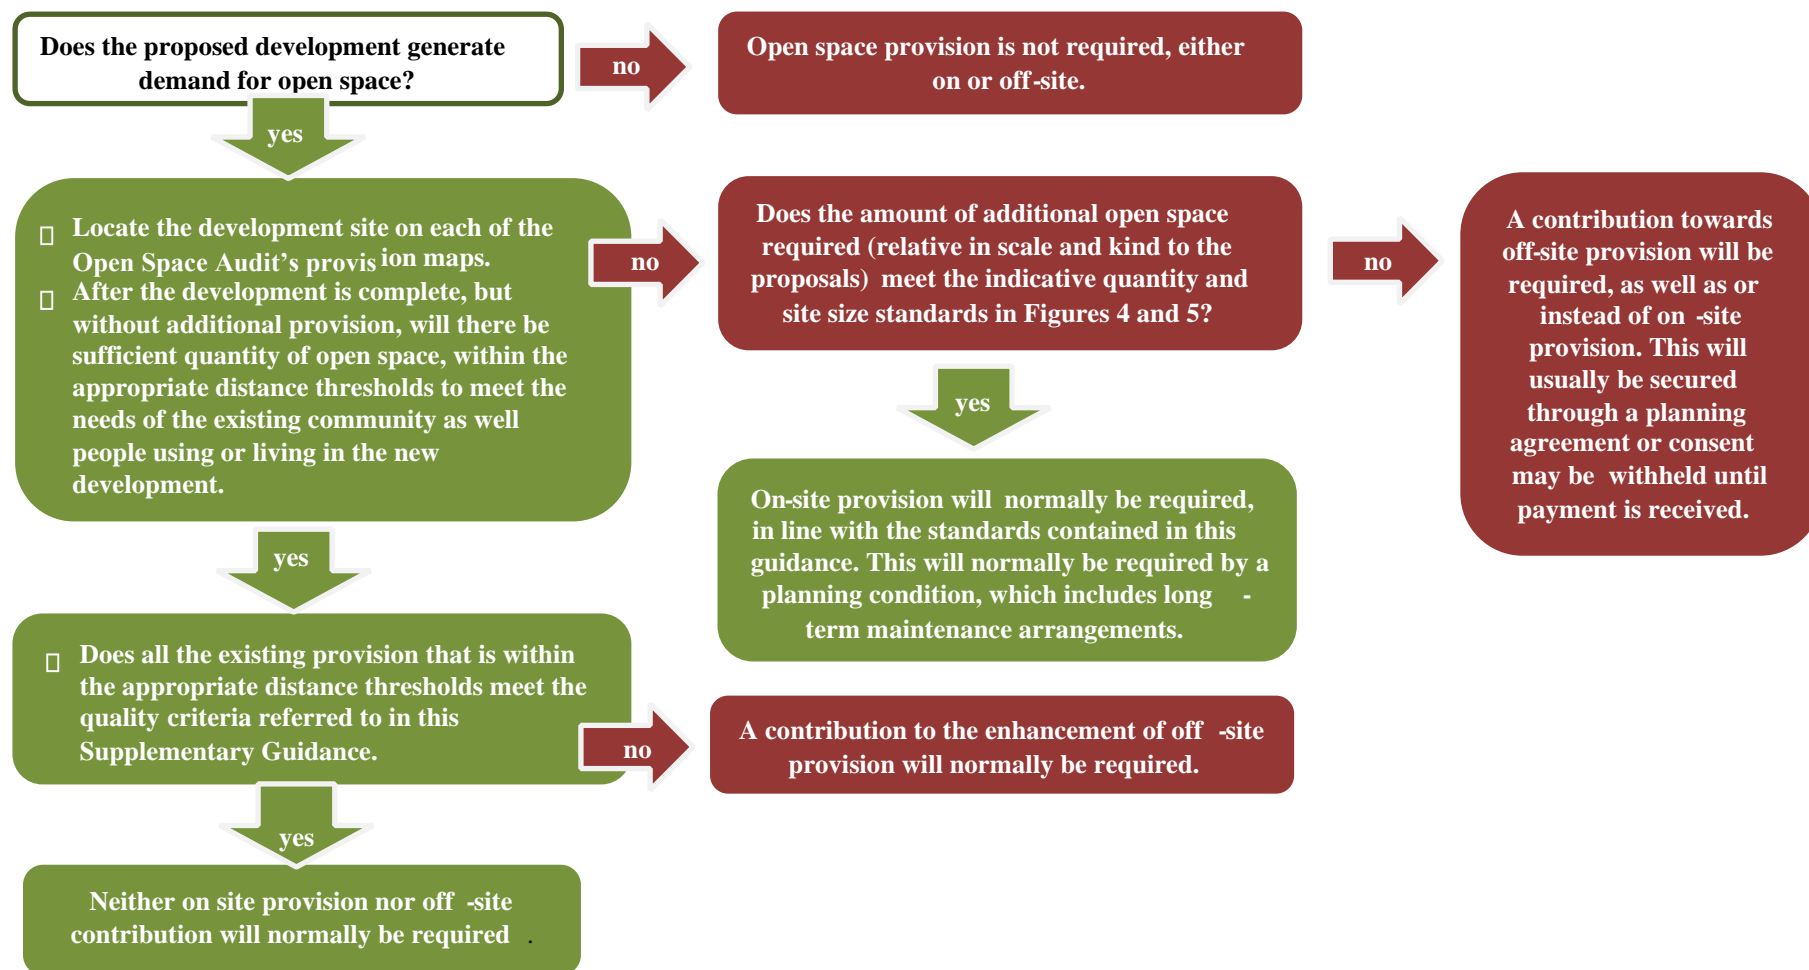 Does the proposed development generate
demand for open space?
no
Open space provision is not required, either
on or off-site.
yes
Locate the development site on each of the
Open Space Audit's provision maps.
After the development is complete, but
without additional provision, will there be
sufficient quantity of open space, within the
appropriate distance thresholds to meet the
needs of the existing community as well
people using or living in the new
development.
no
Does the amount of additional open space
required (relative in scale and kind to the
proposals) meet the indicative quantity and
site size standards in Figures 4 and 5?
no
A contribution towards
off-site provision will be
required, as well as or
instead of on -site
provision. This will
usually be secured
through a planning
agreement or consent
may be withheld until
payment is received.
yes
On-site provision will normally be required,
in line with the standards contained in this
guidance. This will normally be required by a
planning condition, which includes long -
term maintenance arrangements.
yes
Does all the existing provision that is within
the appropriate distance thresholds meet the
quality criteria referred to in this
Supplementary Guidance.
no
A contribution to the enhancement of off -site
provision will normally be required.
yes
Neither on site provision nor off -site
contribution will normally be required .